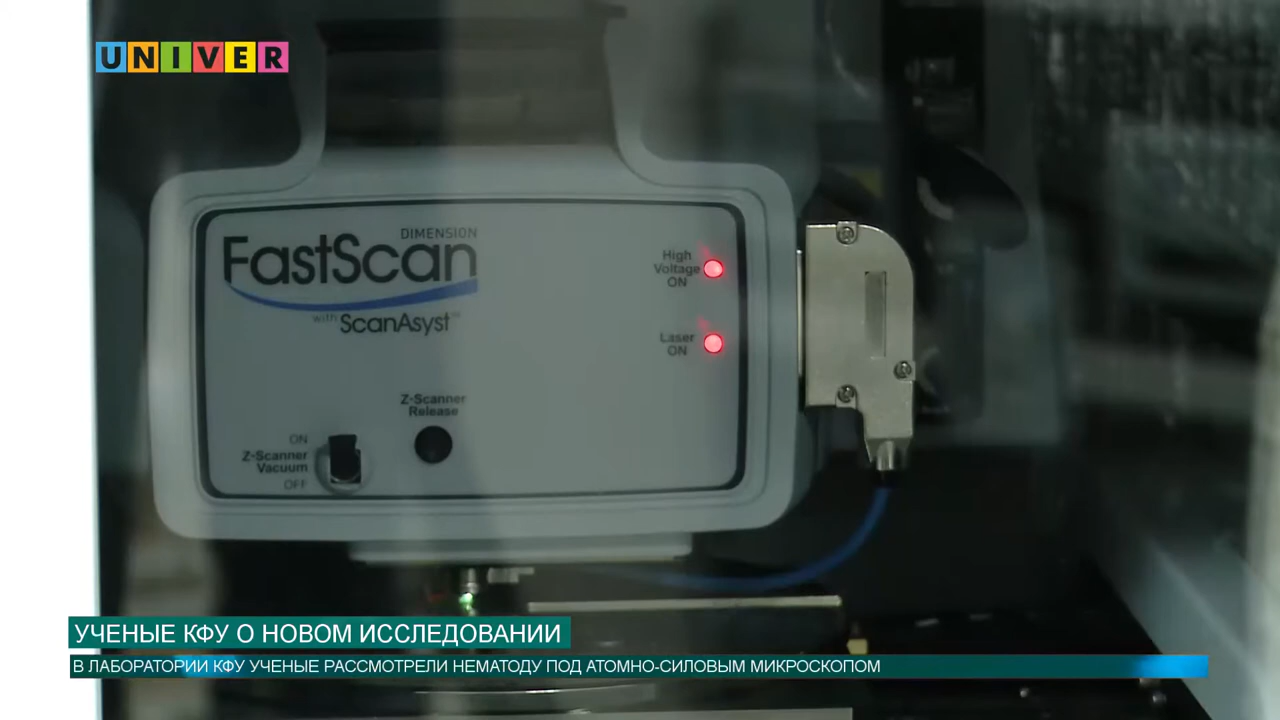 UNIVER
DIMENSION
FastScan
with ScanAsyst™
High
Voltage
ON
Laser
ON
Z-Scanner
Release
ON
Z-Scanner
Vacuum
OFF
УЧЕНЫЕ КФУ О НОВОМ ИССЛЕДОВАНИИ
В ЛАБОРАТОРИИ КФУ УЧЕНЫЕ РАССМОТРЕЛИ НЕМАТОДУ ПОД АТОМНО-СИЛОВЫМ МИКРОСКОПОМ